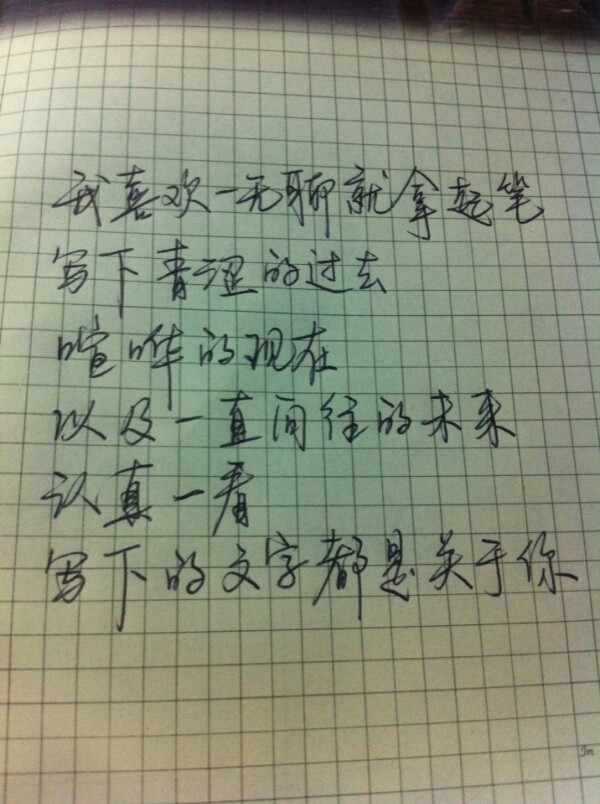 我喜欢一无聊就拿起笔
写下青涩的过去
喧哗的现在
以及一直向往的未来
认真一看
写下的文字都是关于你
In